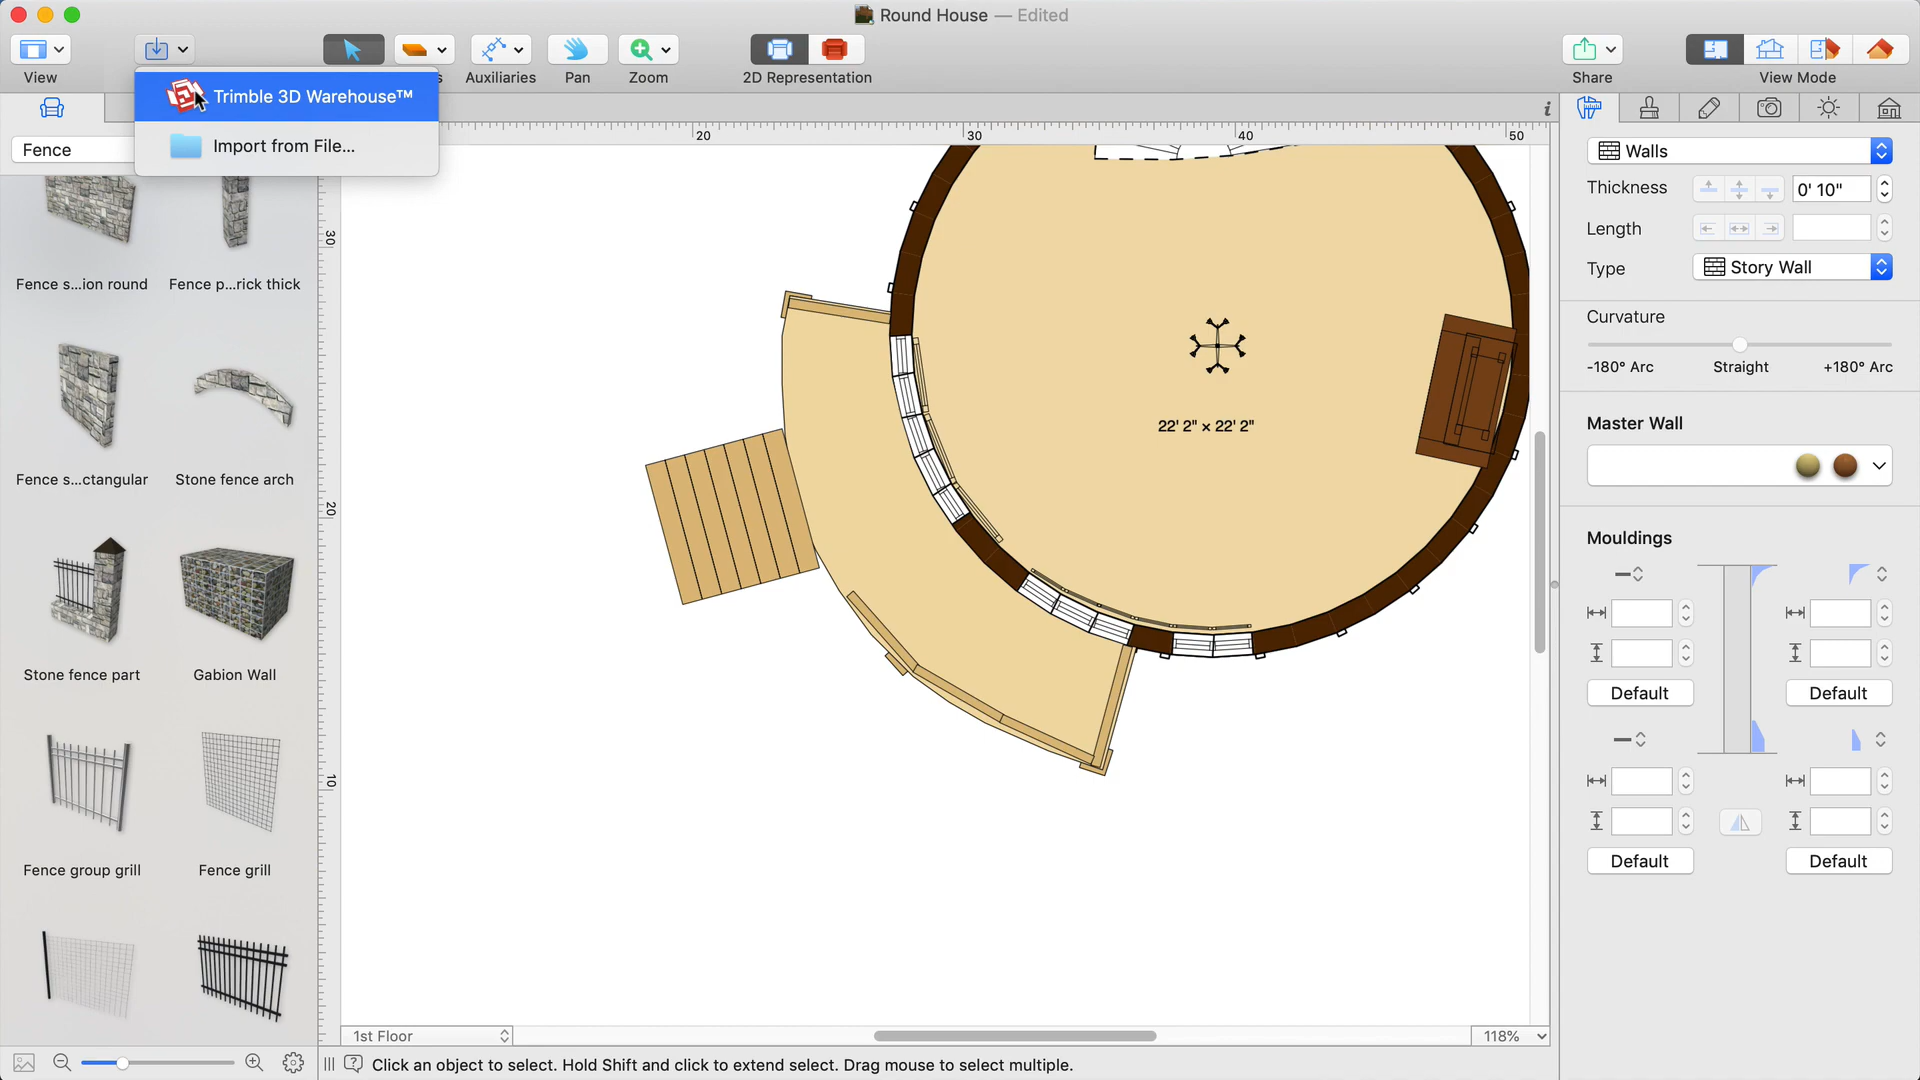 Round House — Edited
View
s
Auxiliaries
Pan
Zoom
2D Representation
Share
View Mode
Trimble 3D Warehouse™
Import from File...
Fence
Fence s...ion round
Fence p...rick thick
Fence s...ctangular
Stone fence arch
Stone fence part
Gabion Wall
Fence group grill
Fence grill
20
30
40
50
30
20
10
22' 2" × 22' 2"
i
Walls
Thickness
0' 10"
Length
Type
Story Wall
Curvature
-180° Arc
Straight
+180° Arc
Master Wall
Mouldings
Default
Default
Default
Default
1st Floor
118%
Click an object to select. Hold Shift and click to extend select. Drag mouse to select multiple.